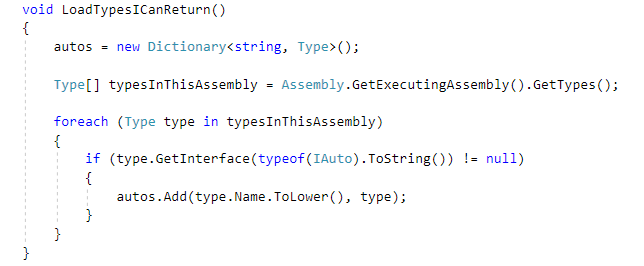 void LoadTypesICanReturn()
{
    autos = new Dictionary<string, Type>();

    Type[] typesInThisAssembly = Assembly.GetExecutingAssembly().GetTypes();

    foreach (Type type in typesInThisAssembly)
    {
        if (type.GetInterface(typeof(IAuto).ToString()) != null)
        {
            autos.Add(type.Name.ToLower(), type);
        }
    }
}